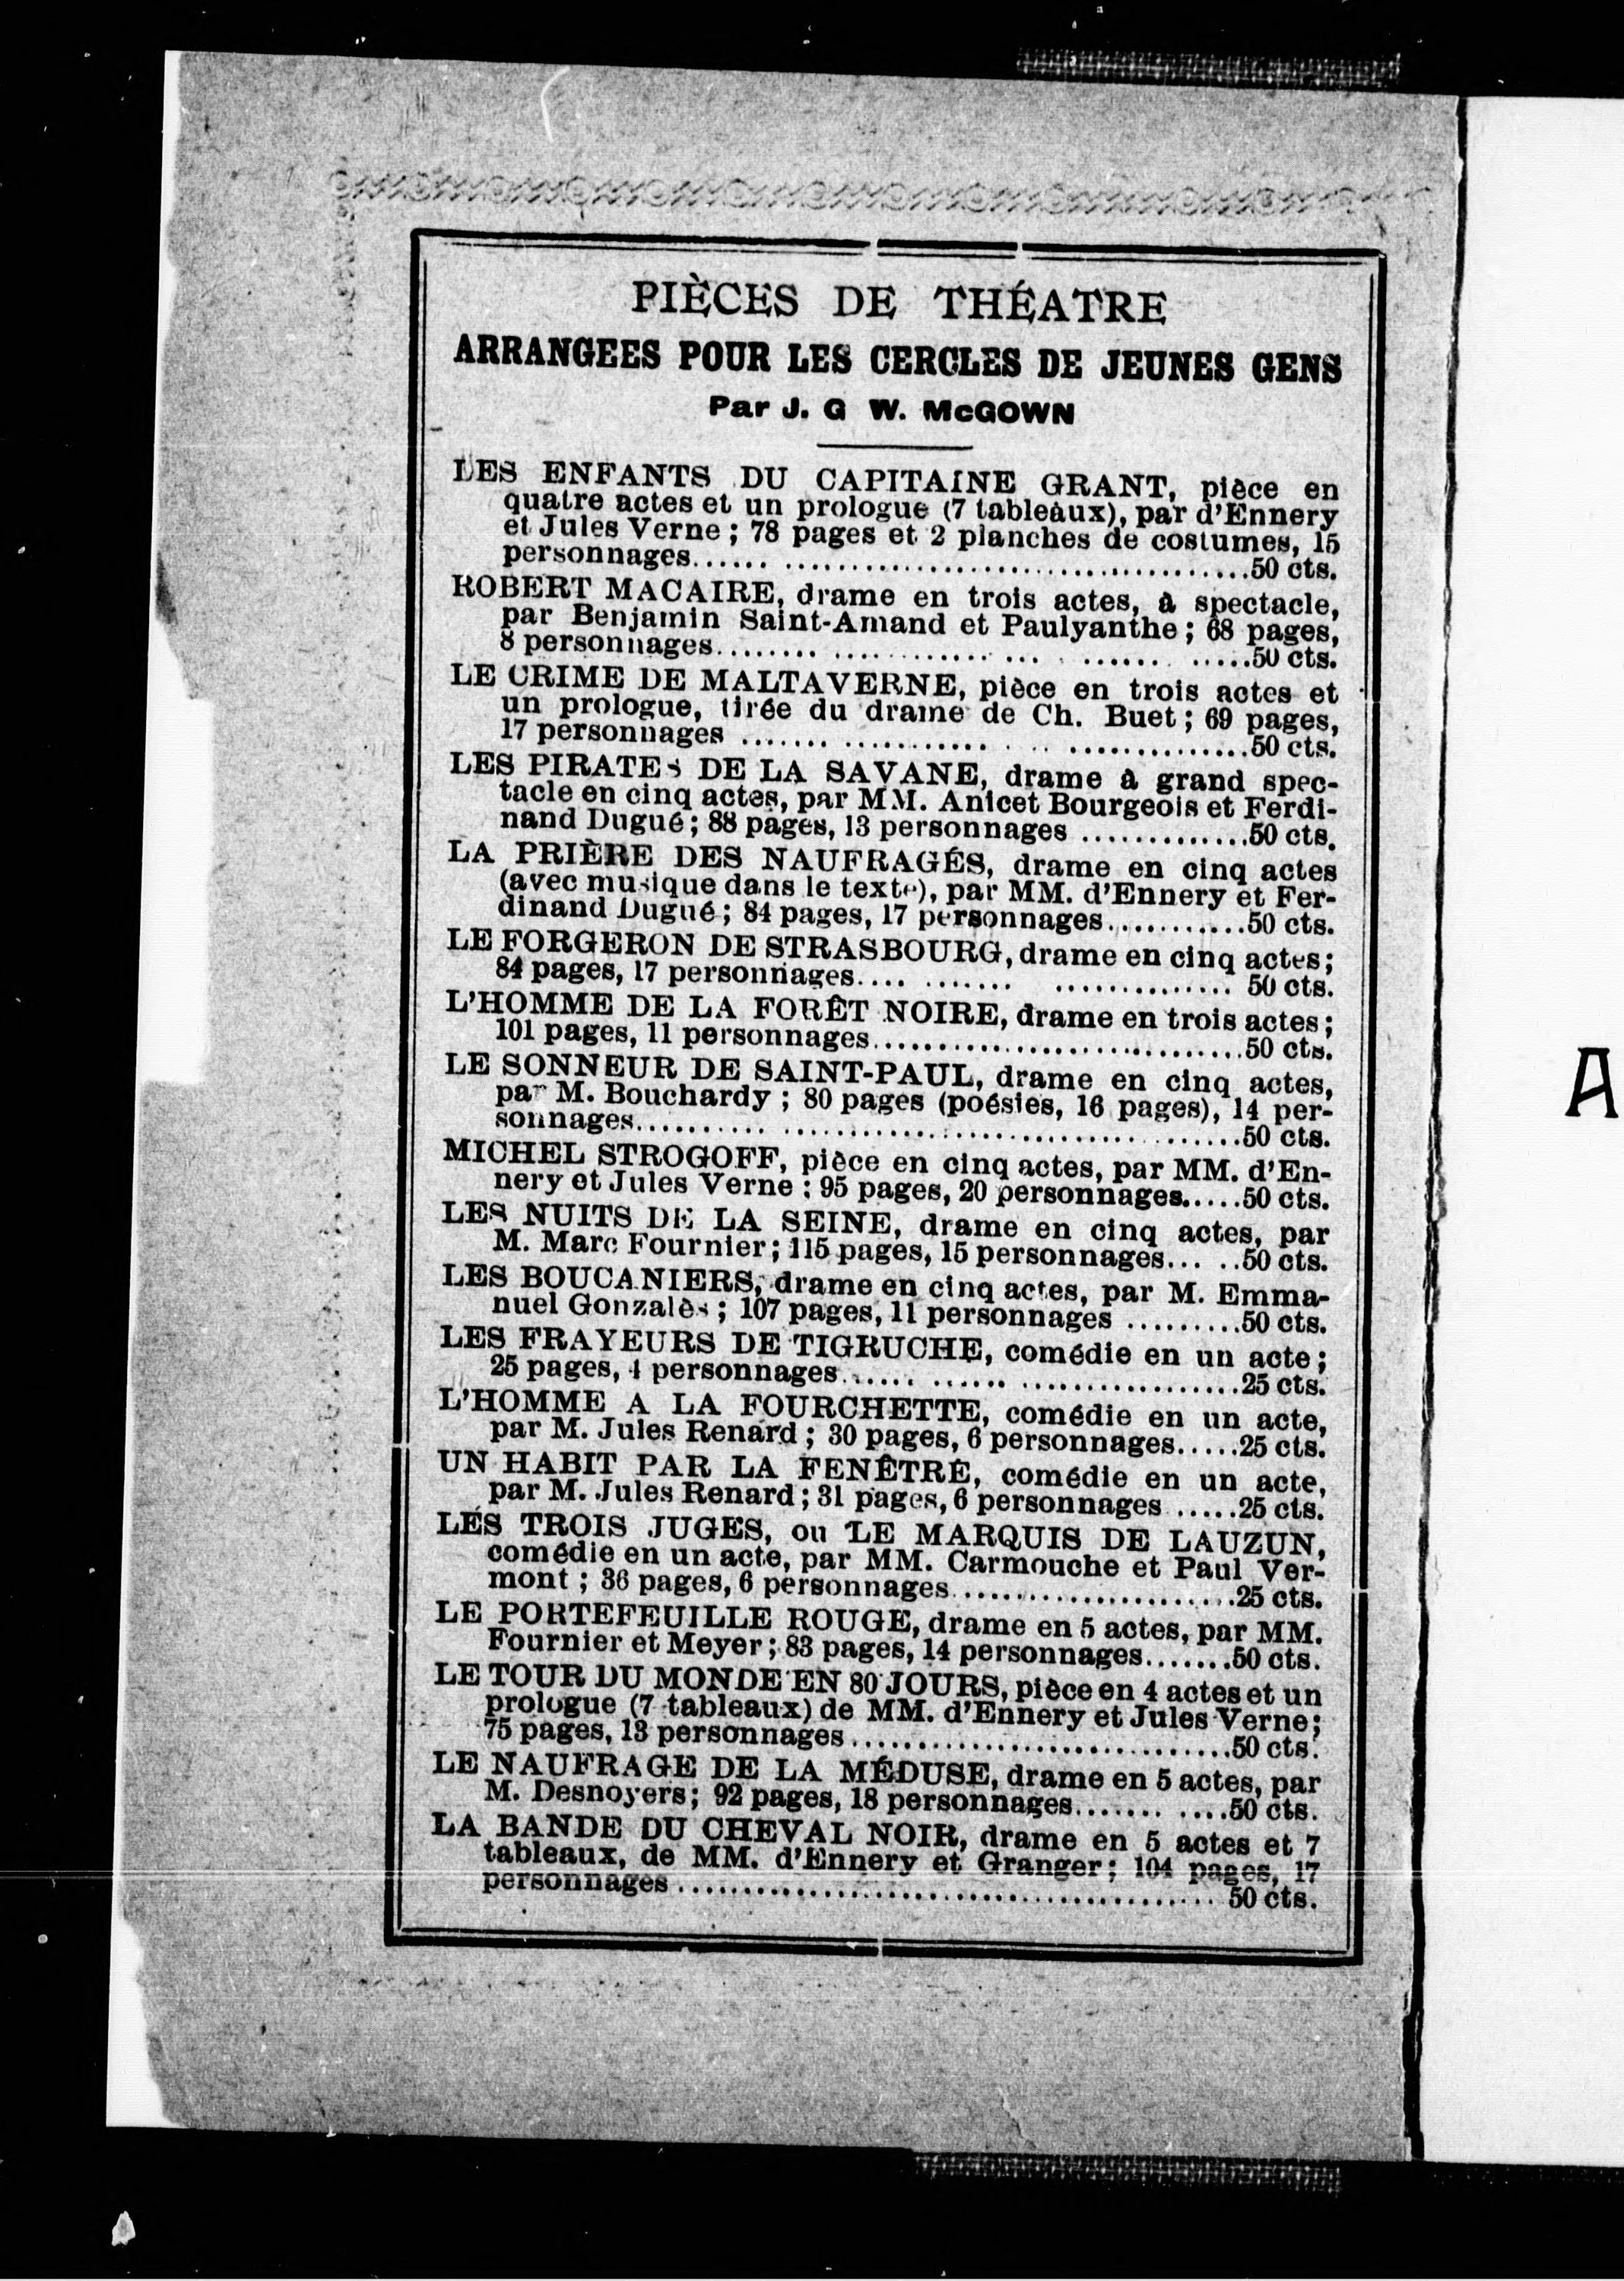 PIÈCES DE THÉATRE
ARRANGEES POUR LES CERCLES DE JEUNES GENS
Par J. G W. McGOWN
LES ENFANTS DU CAPITAINE GRANT, pièce en
quatre actes et un prologue (7 tableaux), par d'Ennery
et Jules Verne ; 78 pages et 2 planches de costumes, 15
personnages...... ....................................50 cts.
ROBERT MACAIRE, drame en trois actes, à spectacle,
par Benjamin Saint-Amand et Paulyanthe ; 68 pages,
8 personnages........ ............ ... ...... .....50 cts.
LE CRIME DE MALTAVERNE, pièce en trois actes et
un prologue, tirée du drame de Ch. Buet ; 69 pages,
17 personnages ....... ........... .. ..............50 cts.
LES PIRATES DE LA SAVANE, drame à grand spec-
tacle en cinq actes, par MM. Anicet Bourgeois et Ferdi-
nand Dugué ; 88 pages, 13 personnages .............50 cts.
LA PRIÈRE DES NAUFRAGÉS, drame en cinq actes
(avec musique dans le texte), par MM. d'Ennery et Fer-
dinand Dugué ; 84 pages, 17 personnages...........50 cts.
LE FORGERON DE STRASBOURG, drame en cinq actes ;
84 pages, 17 personnages.... ....... .............. 50 cts.
L'HOMME DE LA FORÊT NOIRE, drame en trois actes ;
101 pages, 11 personnages.............................50 cts.
LE SONNEUR DE SAINT-PAUL, drame en cinq actes,
par M. Bouchardy ; 80 pages (poésies, 16 pages), 14 per-
sonnages.......... ...................................50 cts.
MICHEL STROGOFF, pièce en cinq actes, par MM. d'En-
nery et Jules Verne ; 95 pages, 20 personnages.....50 cts.
LES NUITS DE LA SEINE, drame en cinq actes, par
M. Marc Fournier ; 115 pages, 15 personnages... ..50 cts.
LES BOUCANIERS, drame en cinq actes, par M. Emma-
nuel Gonzalès ; 107 pages, 11 personnages .........50 cts.
LES FRAYEURS DE TIGRUCHE, comédie en un acte ;
25 pages, 4 personnages...... ...... .................25 cts.
L'HOMME A LA FOURCHETTE, comédie en un acte,
par M. Jules Renard ; 30 pages, 6 personnages.....25 cts.
UN HABIT PAR LA FENÊTRE, comédie en un acte,
par M. Jules Renard ; 31 pages, 6 personnages .....25 cts.
LES TROIS JUGES, ou LE MARQUIS DE LAUZUN,
comédie en un acte, par MM. Carmouche et Paul Ver-
mont ; 36 pages, 6 personnages......................25 cts.
LE PORTEFEUILLE ROUGE, drame en 5 actes, par MM.
Fournier et Meyer ; 83 pages, 14 personnages.......50 cts.
LE TOUR DU MONDE EN 80 JOURS, pièce en 4 actes et un
prologue (7 tableaux) de MM. d'Ennery et Jules Verne ;
75 pages, 13 personnages .............................50 cts.
LE NAUFRAGE DE LA MÉDUSE, drame en 5 actes, par
M. Desnoyers ; 92 pages, 18 personnages....... ....50 cts.
LA BANDE DU CHEVAL NOIR, drame en 5 actes et 7
tableaux, de MM. d'Ennery et Granger ; 104 pages, 17
personnages .......................................... 50 cts.
A